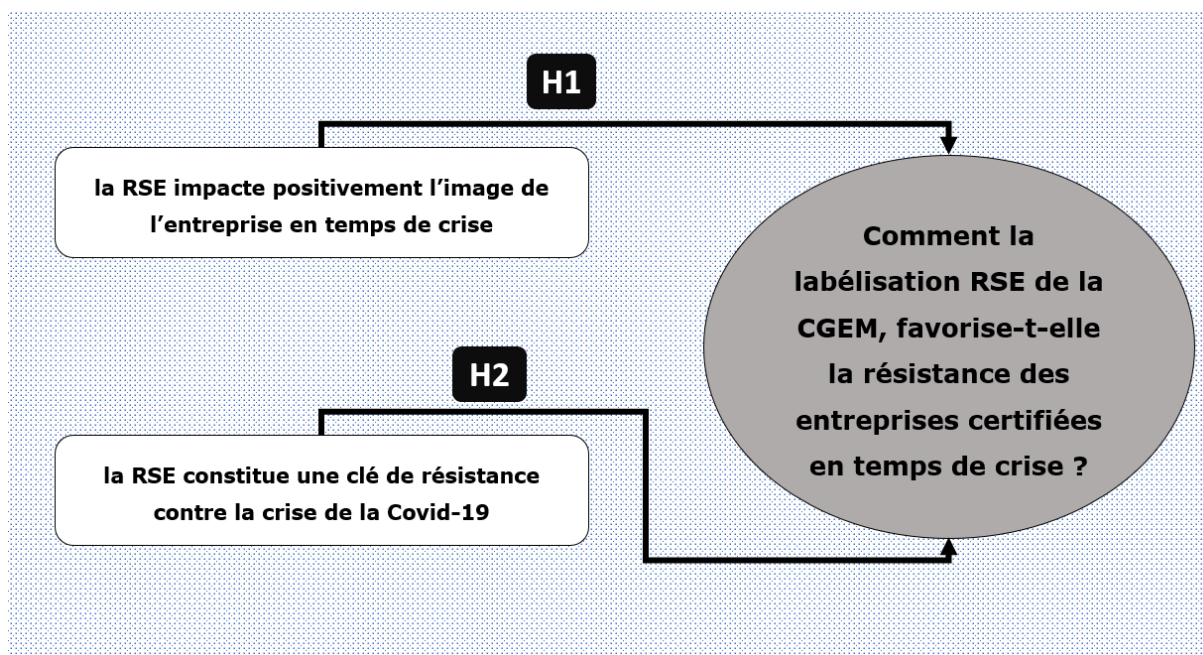 H1
la RSE impacte positivement l’image de
l’entreprise en temps de crise
H2
la RSE constitue une clé de résistance
contre la crise de la Covid-19
Comment la
labélisation RSE de la
CGEM, favorise-t-elle
la résistance des
entreprises certifiées
en temps de crise ?